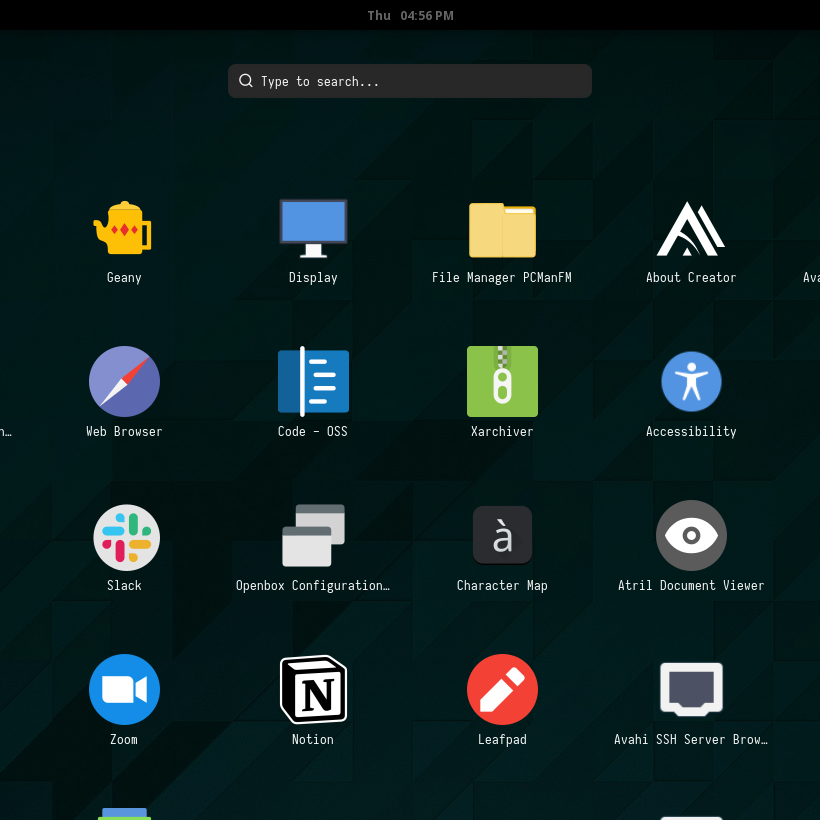 Thu 04:56 PM
Type to search...
Geany
Display
File Manager PCManFM
About Creator
Web Browser
Code - OSS
Xarchiver
Accessibility
Slack
Openbox Configuration…
à
Character Map
Atril Document Viewer
Zoom
N
Notion
Leafpad
Avahi SSH Server Brow…